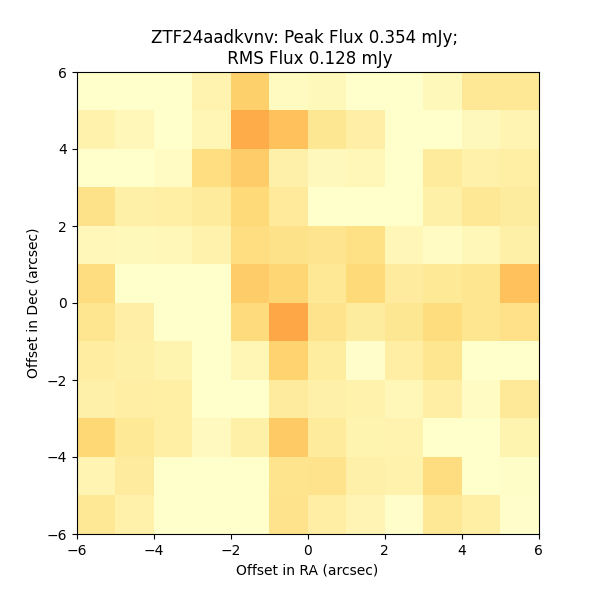 ZTF24aadkvnv: Peak Flux 0.354 mJy;
RMS Flux 0.128 mJy
6
4
2
0
−2
−4
−6
Offset in Dec (arcsec)
−6 −4 −2 0 2 4 6
Offset in RA (arcsec)